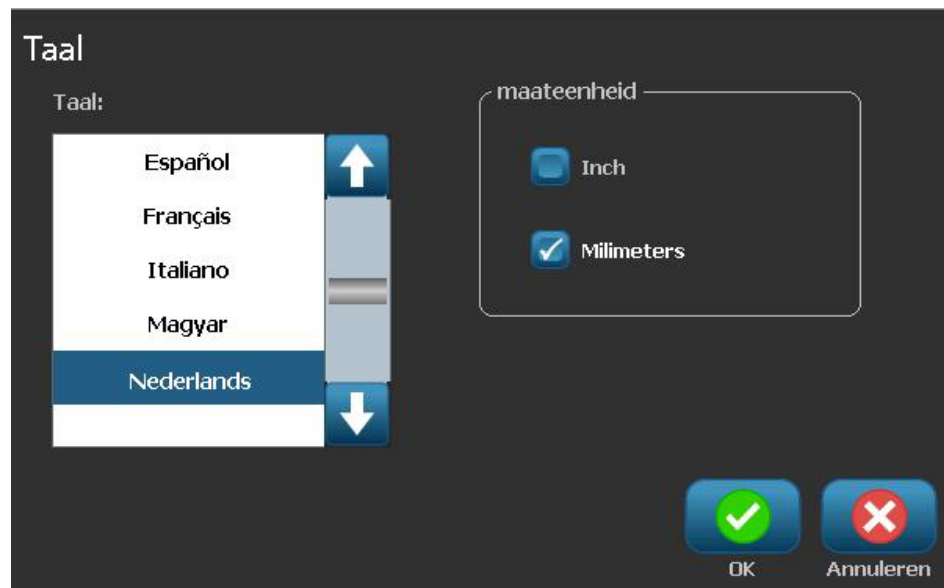 Taal
Taal:
Español
Français
Italiano
Magyar
Nederlands
maateenheid
Inch
Milimeters
OK
Annuleren